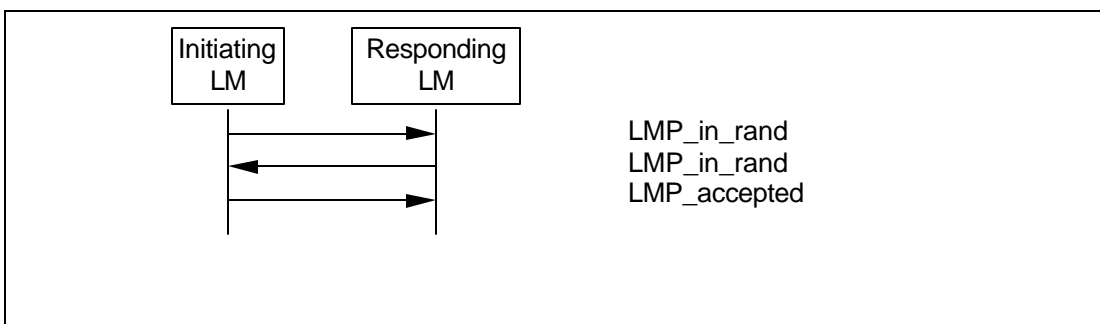 Initiating
LM
Responding
LM
LMP_in_rand
LMP_in_rand
LMP_accepted